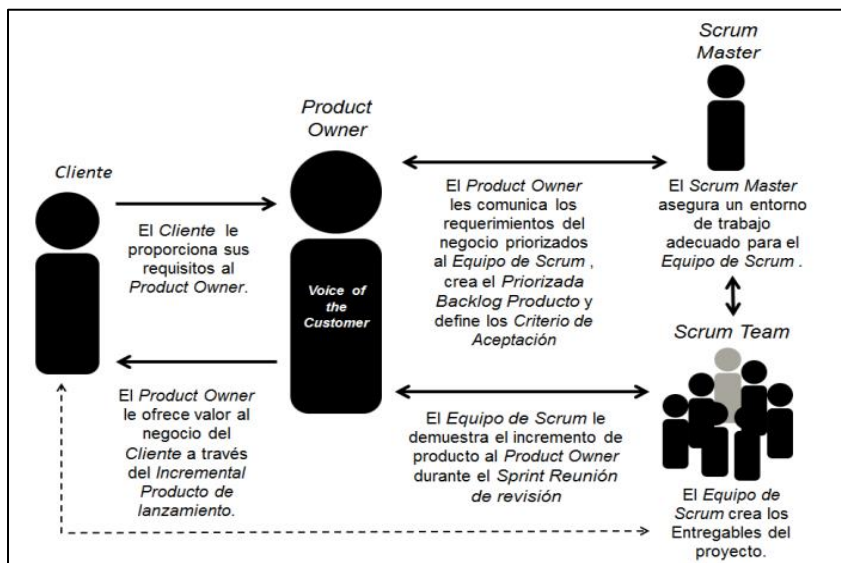 Scrum
Master
Product
Owner
Cliente
El Cliente le
proporciona sus
requisitos al
Product Owner.
Voice of
the
Customer
El Product Owner
les comunica los
requerimientos del
negocio priorizados
al Equipo de Scrum ,
crea el Priorizada
Backlog Producto y
define los Criterio de
Aceptación
El Scrum Master
asegura un entorno
de trabajo
adecuado para el
Equipo de Scrum .
Scrum Team
El Product Owner
le ofrece valor al
negocio del
Cliente a través
del Incremental
Producto de
lanzamiento.
El Equipo de Scrum le
demuestra el incremento de
producto al Product Owner
durante el Sprint Reunión
de revisión
El Equipo de
Scrum crea los
Entregables del
proyecto.